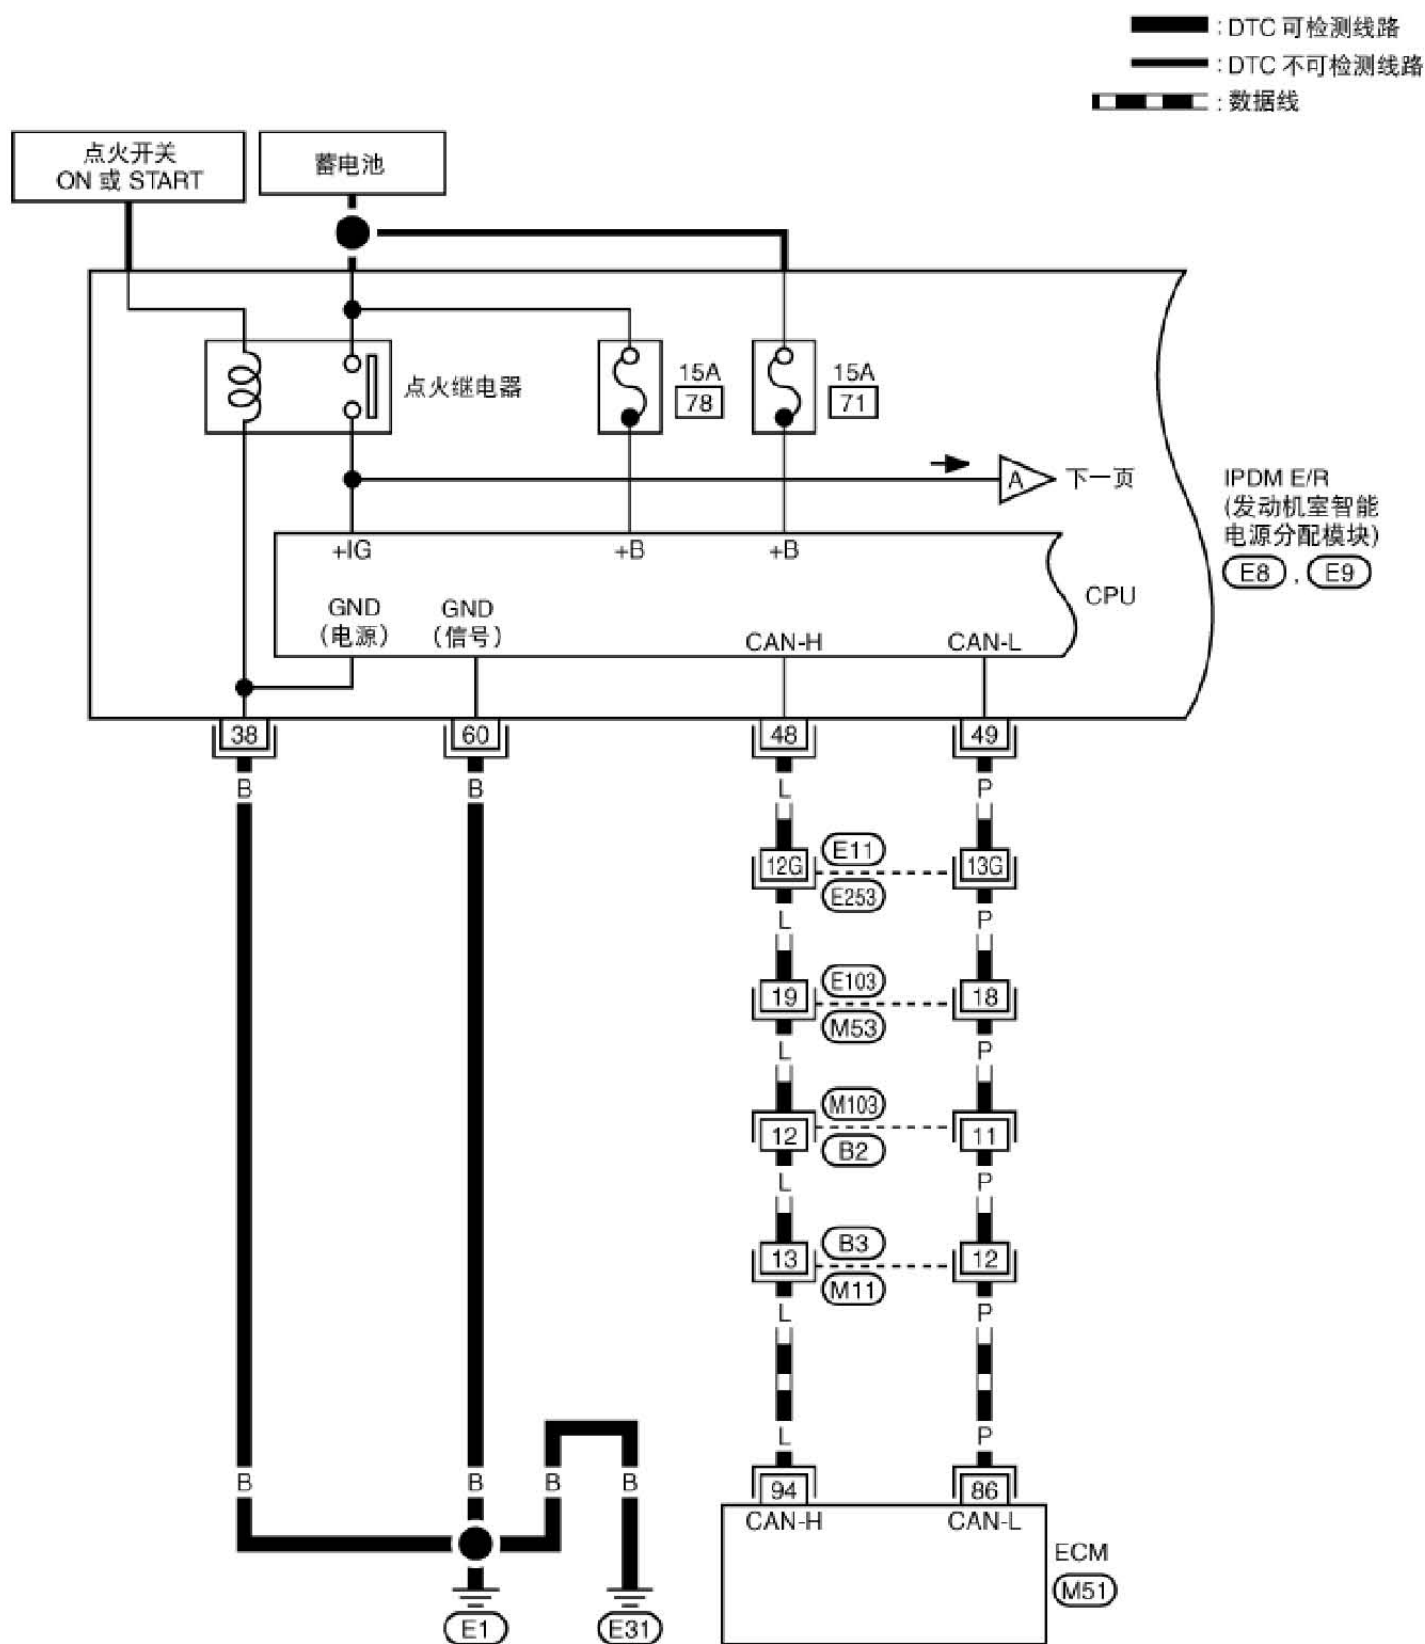 : DTC 可检测线路
: DTC 不可检测线路
: 数据线
点火开关
ON 或 START
蓄电池
点火继电器
15A
78
15A
71
A
下一页
IPDM E/R
(发动机室智能
电源分配模块)
E8 , E9
+IG
+B
+B
CPU
GND
(电源)
GND
(信号)
CAN-H
CAN-L
38
60
48
49
B
B
L
P
12G
E11
E253
13G
L
P
19
E103
M53
18
L
P
12
M103
B2
11
L
P
13
B3
M11
12
L
P
L
P
B
B
B
B
94
86
CAN-H
CAN-L
ECM
M51
E1
E31